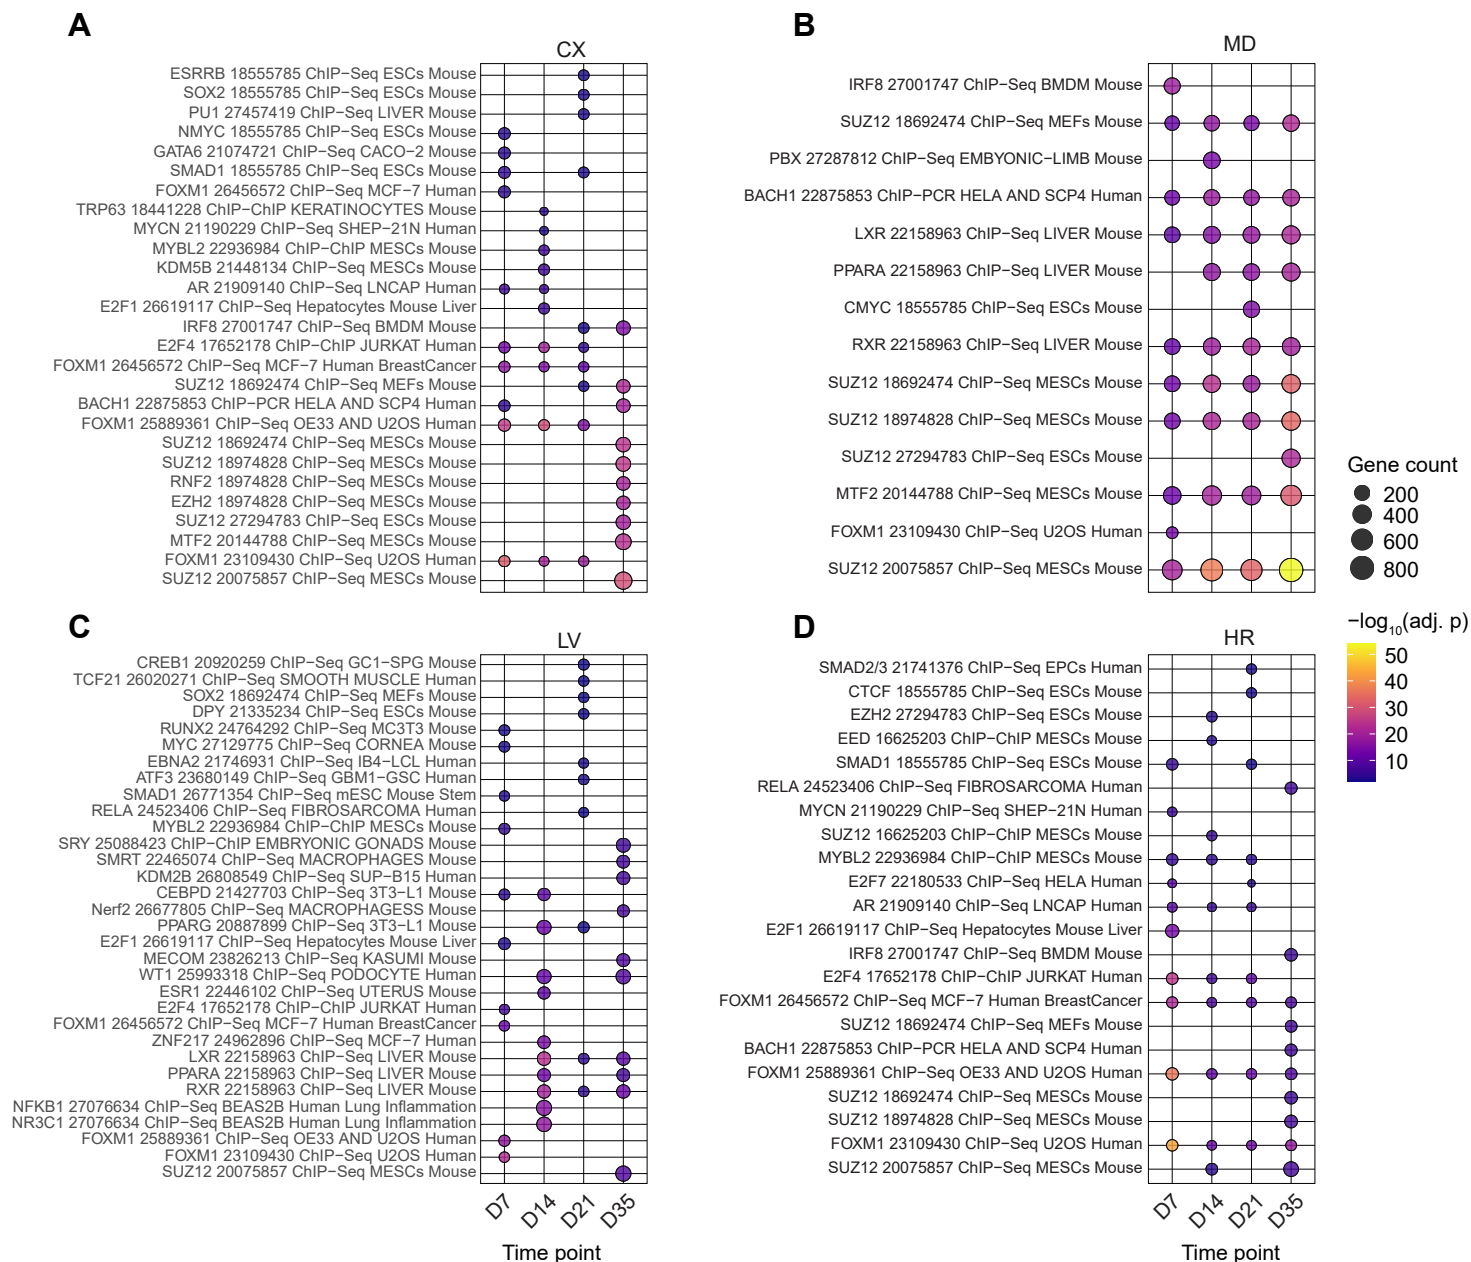 A
CX
ESRRB 18555785 ChIP−Seq ESCs Mouse
SOX2 18555785 ChIP−Seq ESCs Mouse
PU1 27457419 ChIP−Seq LIVER Mouse
NMYC 18555785 ChIP−Seq ESCs Mouse
GATA6 21074721 ChIP−Seq CACO−2 Mouse
SMAD1 18555785 ChIP−Seq ESCs Mouse
FOXM1 26456572 ChIP−Seq MCF−7 Human
TRP63 18441228 ChIP−ChIP KERATINOCYTES Mouse
MYCN 21190229 ChIP−Seq SHEP−21N Human
MYBL2 22936984 ChIP−ChIP MESCs Mouse
KDM5B 21448134 ChIP−Seq MESCs Mouse
AR 21909140 ChIP−Seq LNCAP Human
E2F1 26619117 ChIP−Seq Hepatocytes Mouse Liver
IRF8 27001747 ChIP−Seq BMDM Mouse
E2F4 17652178 ChIP−ChIP JURKAT Human
FOXM1 26456572 ChIP−Seq MCF−7 Human BreastCancer
SUZ12 18692474 ChIP−Seq MEFs Mouse
BACH1 22875853 ChIP−PCR HELA AND SCP4 Human
FOXM1 25889361 ChIP−Seq OE33 AND U2OS Human
SUZ12 18692474 ChIP−Seq MESCs Mouse
SUZ12 18974828 ChIP−Seq MESCs Mouse
RNF2 18974828 ChIP−Seq MESCs Mouse
EZH2 18974828 ChIP−Seq MESCs Mouse
SUZ12 27294783 ChIP−Seq ESCs Mouse
MTF2 20144788 ChIP−Seq MESCs Mouse
FOXM1 23109430 ChIP−Seq U2OS Human
SUZ12 20075857 ChIP−Seq MESCs Mouse
B
MD
IRF8 27001747 ChIP−Seq BMDM Mouse
SUZ12 18692474 ChIP−Seq MEFs Mouse
PBX 27287812 ChIP−Seq EMBYONIC−LIMB Mouse
BACH1 22875853 ChIP−PCR HELA AND SCP4 Human
LXR 22158963 ChIP−Seq LIVER Mouse
PPARA 22158963 ChIP−Seq LIVER Mouse
CMYC 18555785 ChIP−Seq ESCs Mouse
RXR 22158963 ChIP−Seq LIVER Mouse
SUZ12 18692474 ChIP−Seq MESCs Mouse
SUZ12 18974828 ChIP−Seq MESCs Mouse
SUZ12 27294783 ChIP−Seq ESCs Mouse
MTF2 20144788 ChIP−Seq MESCs Mouse
FOXM1 23109430 ChIP−Seq U2OS Human
SUZ12 20075857 ChIP−Seq MESCs Mouse
Gene count
200
400
600
800
−log10(adj. p)
50
40
30
20
10
C
LV
CREB1 20920259 ChIP−Seq GC1−SPG Mouse
TCF21 26020271 ChIP−Seq SMOOTH MUSCLE Human
SOX2 18692474 ChIP−Seq MEFs Mouse
DPY 21335234 ChIP−Seq ESCs Mouse
RUNX2 24764292 ChIP−Seq MC3T3 Mouse
MYC 27129775 ChIP−Seq CORNEA Mouse
EBNA2 21746931 ChIP−Seq IB4−LCL Human
ATF3 23680149 ChIP−Seq GBM1−GSC Human
SMAD1 26771354 ChIP−Seq mESC Mouse Stem
RELA 24523406 ChIP−Seq FIBROSARCOMA Human
MYBL2 22936984 ChIP−ChIP MESCs Mouse
SRY 25088423 ChIP−ChIP EMBRYONIC GONADS Mouse
SMRT 22465074 ChIP−Seq MACROPHAGES Mouse
KDM2B 26808549 ChIP−Seq SUP−B15 Human
CEBPD 21427703 ChIP−Seq 3T3−L1 Mouse
Nerf2 26677805 ChIP−Seq MACROPHAGESS Mouse
PPARG 20887899 ChIP−Seq 3T3−L1 Mouse
E2F1 26619117 ChIP−Seq Hepatocytes Mouse Liver
MECOM 23826213 ChIP−Seq KASUMI Mouse
WT1 25993318 ChIP−Seq PODOCYTE Human
ESR1 22446102 ChIP−Seq UTERUS Mouse
E2F4 17652178 ChIP−ChIP JURKAT Human
FOXM1 26456572 ChIP−Seq MCF−7 Human BreastCancer
ZNF217 24962896 ChIP−Seq MCF−7 Human
LXR 22158963 ChIP−Seq LIVER Mouse
PPARA 22158963 ChIP−Seq LIVER Mouse
RXR 22158963 ChIP−Seq LIVER Mouse
NFKB1 27076634 ChIP−Seq BEAS2B Human Lung Inflammation
NR3C1 27076634 ChIP−Seq BEAS2B Human Lung Inflammation
FOXM1 25889361 ChIP−Seq OE33 AND U2OS Human
FOXM1 23109430 ChIP−Seq U2OS Human
SUZ12 20075857 ChIP−Seq MESCs Mouse
D7
D14
D21
D35
Time point
D
HR
SMAD2/3 21741376 ChIP−Seq EPCs Human
CTCF 18555785 ChIP−Seq ESCs Mouse
EZH2 27294783 ChIP−Seq ESCs Mouse
EED 16625203 ChIP−ChIP MESCs Mouse
SMAD1 18555785 ChIP−Seq ESCs Mouse
RELA 24523406 ChIP−Seq FIBROSARCOMA Human
MYCN 21190229 ChIP−Seq SHEP−21N Human
SUZ12 16625203 ChIP−ChIP MESCs Mouse
MYBL2 22936984 ChIP−ChIP MESCs Mouse
E2F7 22180533 ChIP−Seq HELA Human
AR 21909140 ChIP−Seq LNCAP Human
E2F1 26619117 ChIP−Seq Hepatocytes Mouse Liver
IRF8 27001747 ChIP−Seq BMDM Mouse
E2F4 17652178 ChIP−ChIP JURKAT Human
FOXM1 26456572 ChIP−Seq MCF−7 Human BreastCancer
SUZ12 18692474 ChIP−Seq MEFs Mouse
BACH1 22875853 ChIP−PCR HELA AND SCP4 Human
FOXM1 25889361 ChIP−Seq OE33 AND U2OS Human
SUZ12 18692474 ChIP−Seq MESCs Mouse
SUZ12 18974828 ChIP−Seq MESCs Mouse
FOXM1 23109430 ChIP−Seq U2OS Human
SUZ12 20075857 ChIP−Seq MESCs Mouse
D7
D14
D21
D35
Time point